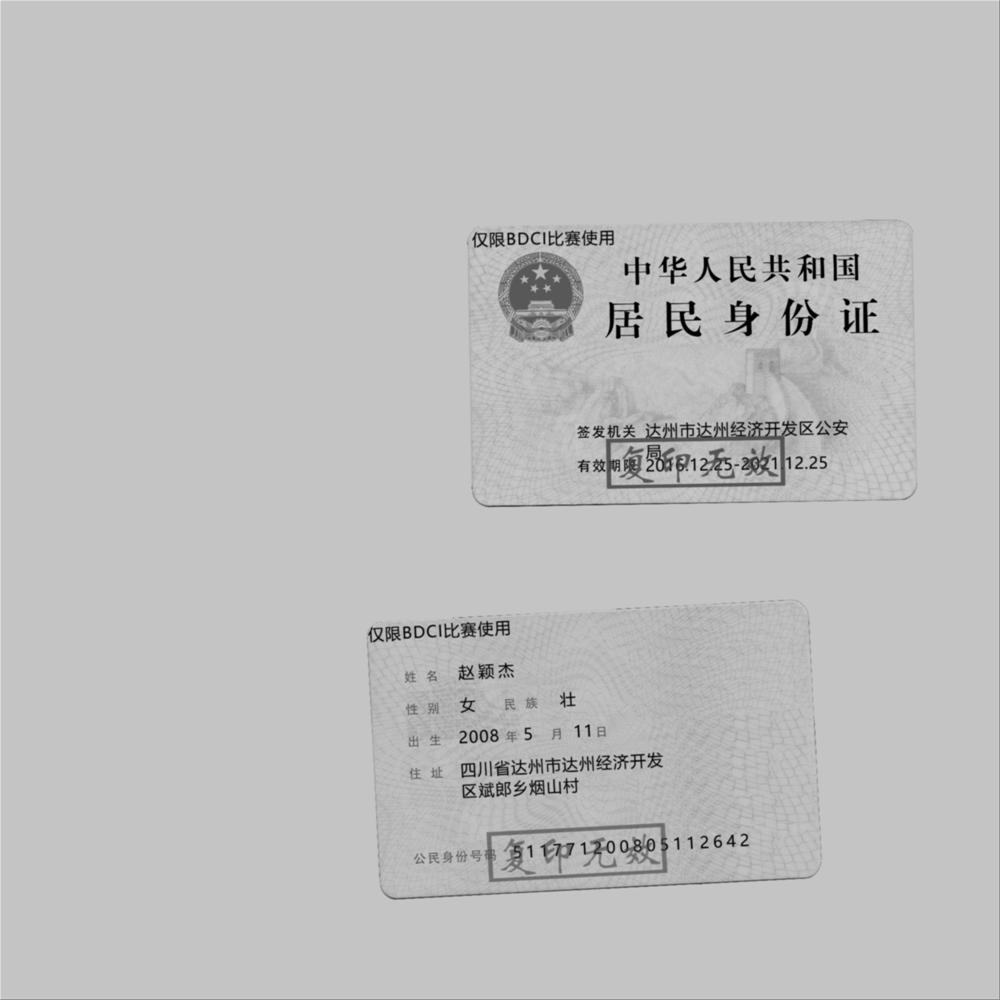 仅限BDCI比赛使用
中华人民共和国
居民身份证
签发机关 达州市达州经济开发区公安
局
有效期限 2016.12.25-2021.12.25
复印无效
仅限BDCI比赛使用
姓名 赵颖杰
性别 女 民族 壮
出生 2008 年 5 月 11 日
住址 四川省达州市达州经济开发
区斌郎乡烟山村
公民身份号码 511771200805112642
复印无效